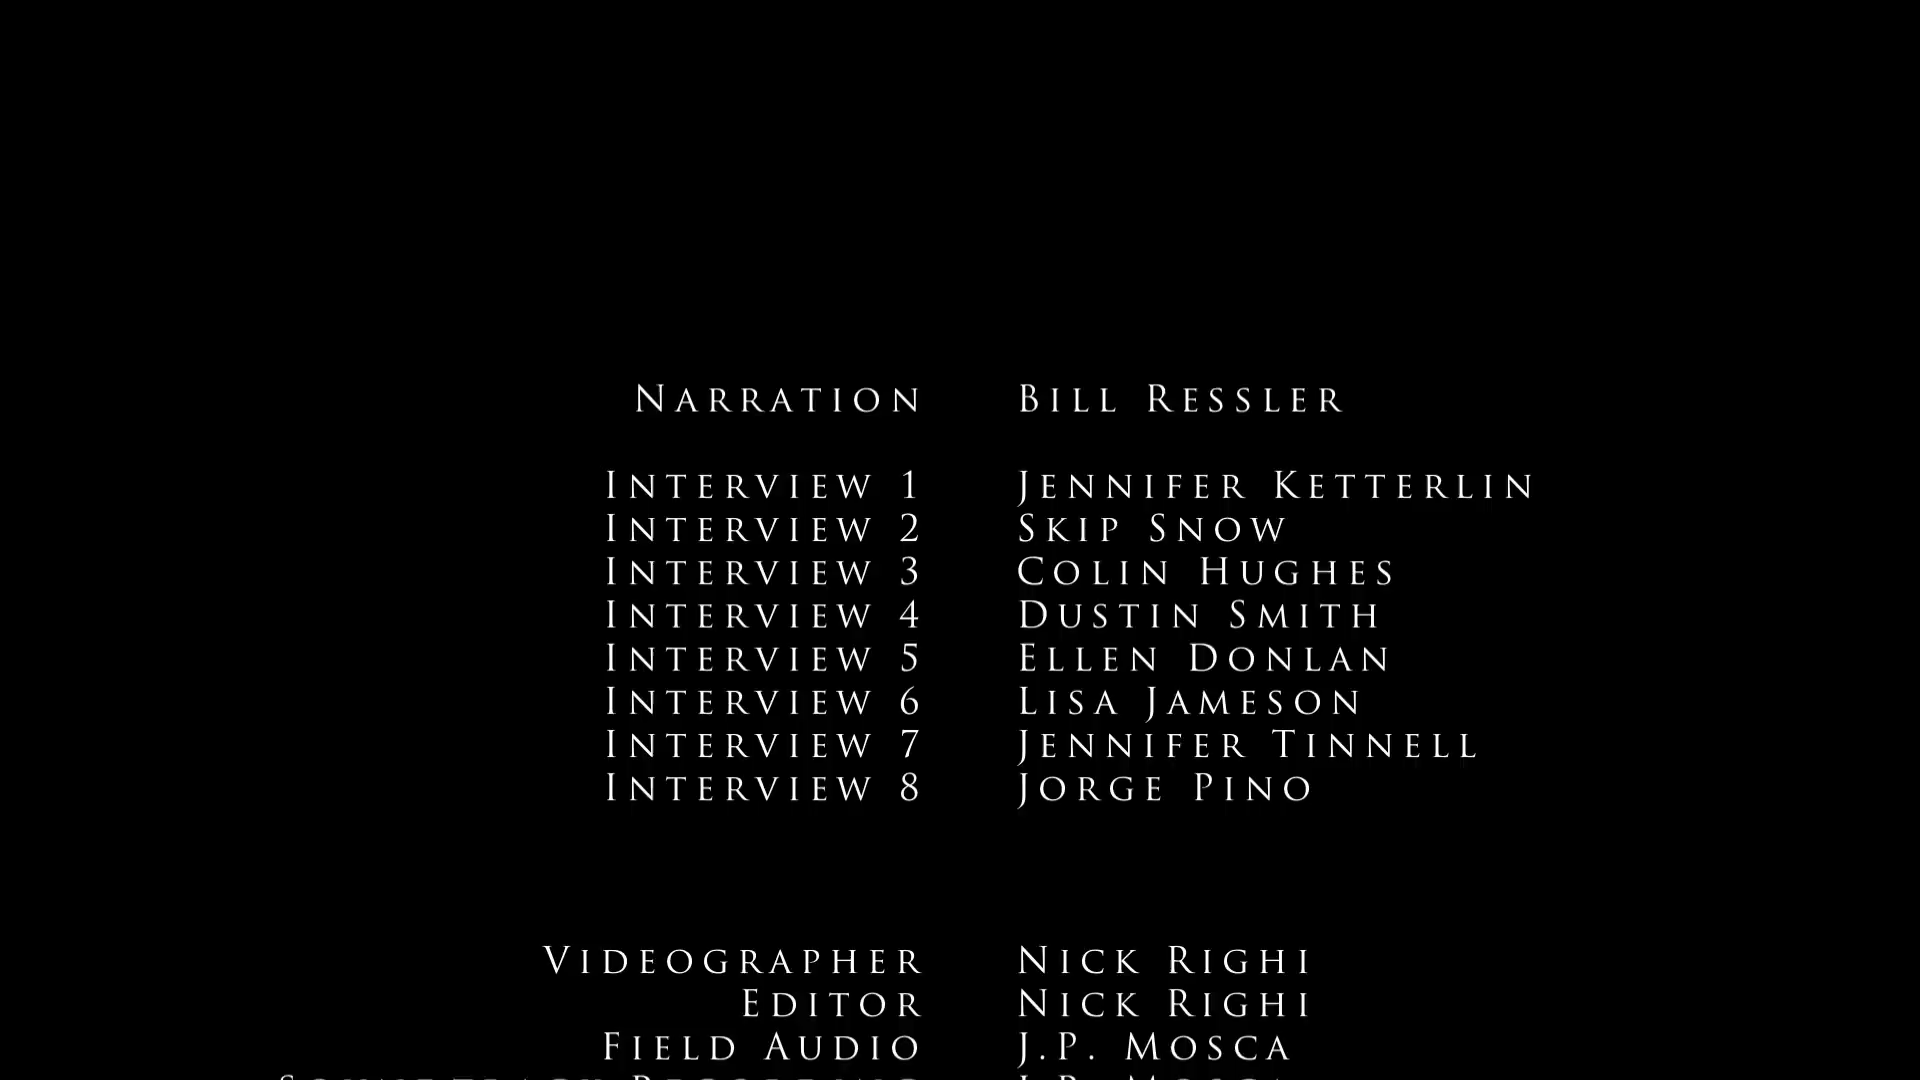 Narration Bill Ressler
Interview 1 Jennifer Ketterlin
Interview 2 Skip Snow
Interview 3 Colin Hughes
Interview 4 Dustin Smith
Interview 5 Ellen Donlan
Interview 6 Lisa Jameson
Interview 7 Jennifer Tinnell
Interview 8 Jorge Pino
Videographer Nick Righi
Editor Nick Righi
Field Audio J.P. Mosca